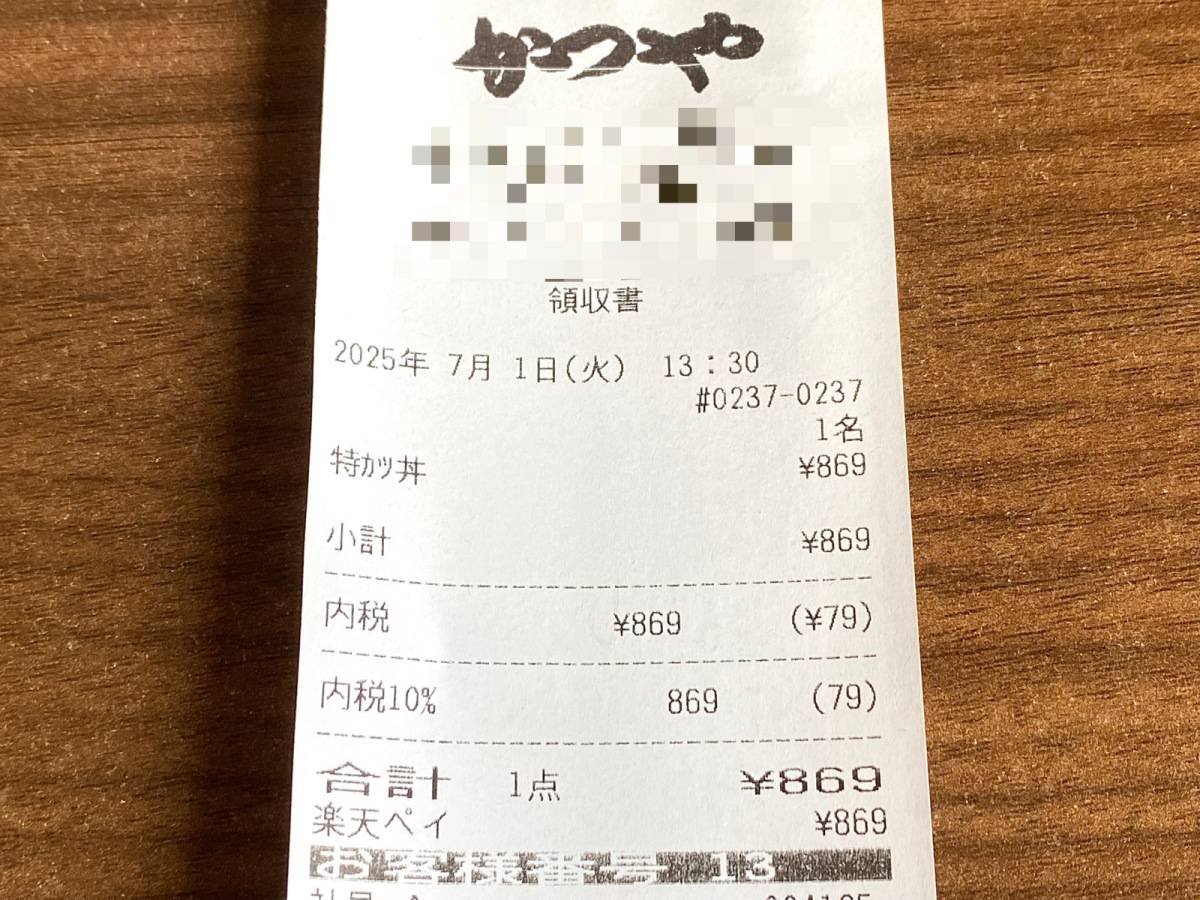 かつや
領収書
2025年 7月 1日(火) 13:30
#0237-0237
1名
特ｶﾂ丼 ¥869
小計 ¥869
内税 ¥869 (¥79)
内税10% 869 (79)
合計 1点 ¥869
楽天ペイ ¥869
お客様番号 13